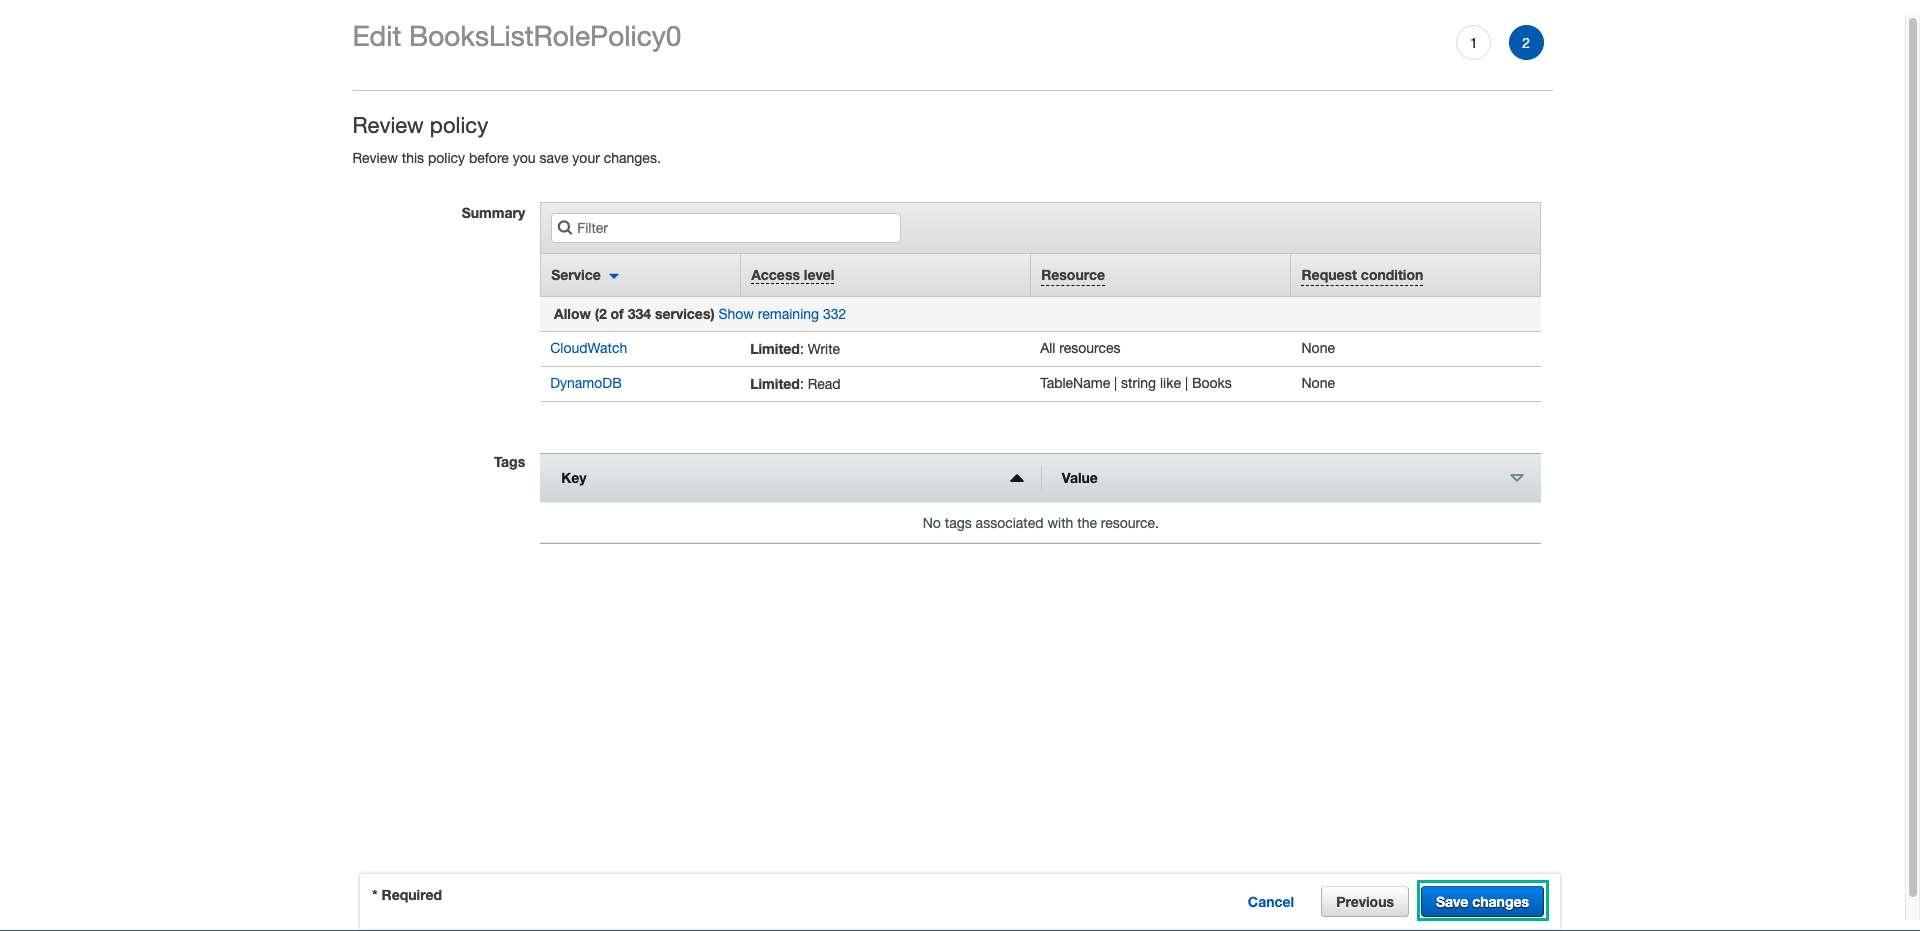 Edit BooksListRolePolicy0
1 2
Review policy
Review this policy before you save your changes.
Summary
Filter
Service Access level Resource Request condition
Allow (2 of 334 services) Show remaining 332
CloudWatch Limited: Write All resources None
DynamoDB Limited: Read TableName | string like | Books None
Tags
Key Value
No tags associated with the resource.
* Required
Cancel Previous Save changes